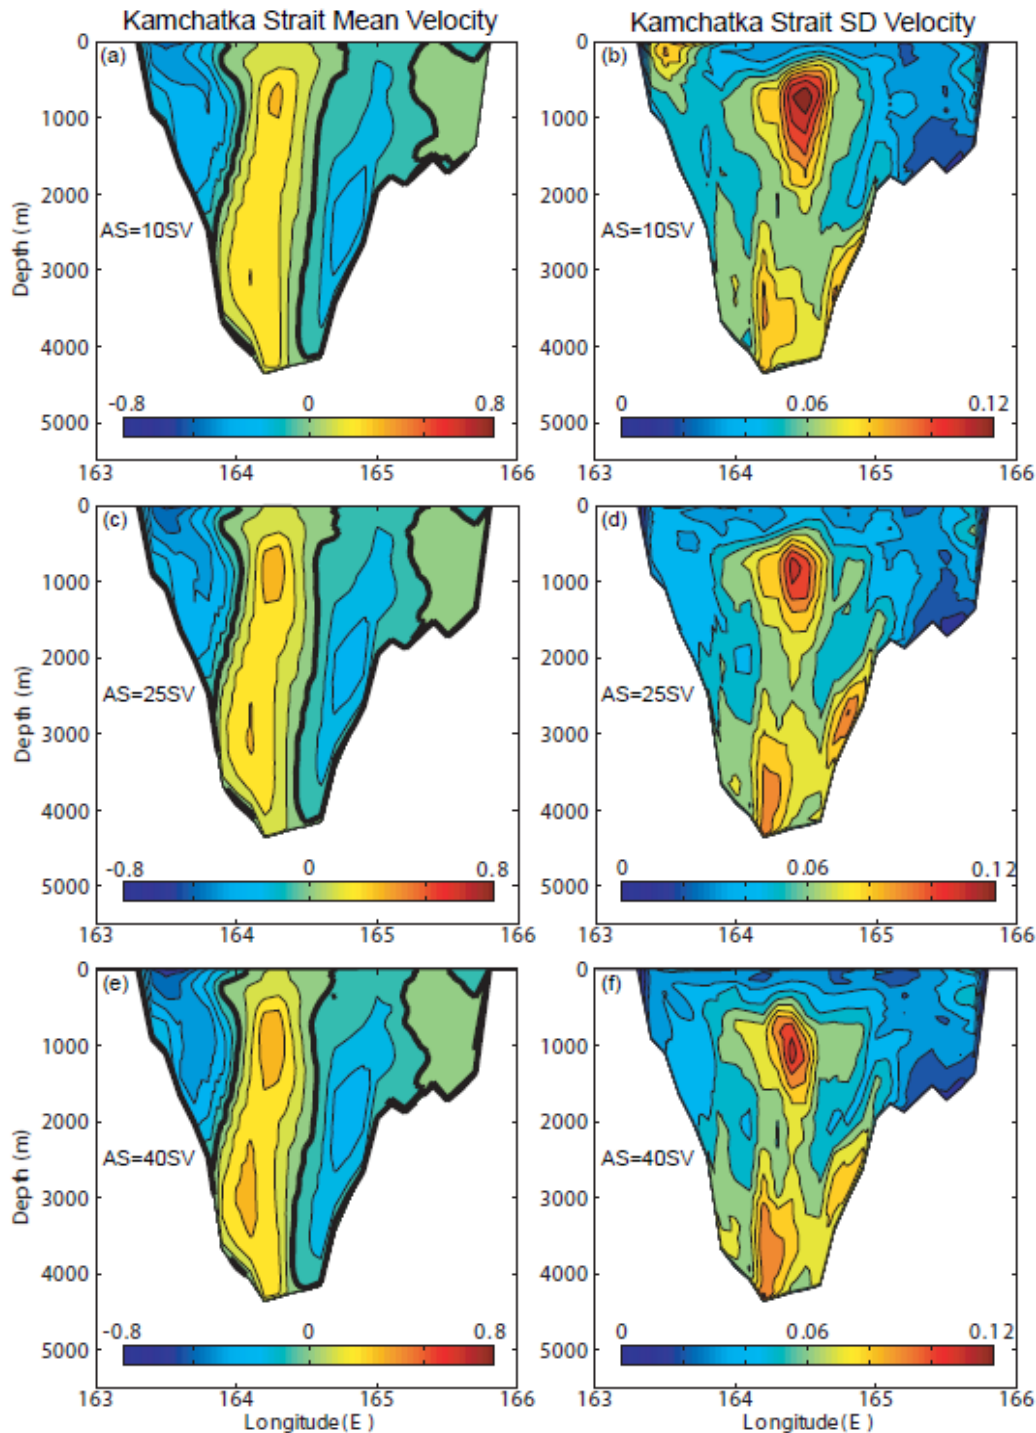 Kamchatka Strait Mean Velocity
Kamchatka Strait SD Velocity
(a)
0
1000
2000
3000
4000
5000
Depth (m)
AS=10SV
-0.8 0 0.8
163 164 165 166
(b)
0
1000
2000
3000
4000
5000
AS=10SV
0 0.06 0.12
163 164 165 166
(c)
0
1000
2000
3000
4000
5000
Depth (m)
AS=25SV
-0.8 0 0.8
163 164 165 166
(d)
0
1000
2000
3000
4000
5000
AS=25SV
0 0.06 0.12
163 164 165 166
(e)
0
1000
2000
3000
4000
5000
Depth (m)
AS=40SV
-0.8 0 0.8
163 164 165 166
Longitude(E )
(f)
0
1000
2000
3000
4000
5000
AS=40SV
0 0.06 0.12
163 164 165 166
Longitude(E )